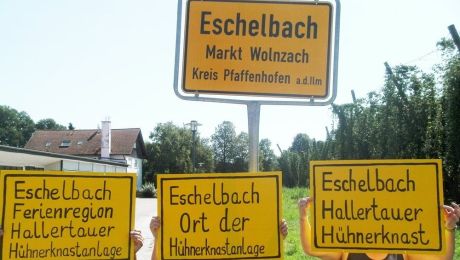 Eschelbach
Markt Wolnzach
Kreis Pfaffenhofen a.d.Ilm
Eschelbach
Ferienregion
Hallertauer
Hühnerknastanlage
Eschelbach
Ort der
Hühnerknastanlage
Eschelbach
Hallertauer
Hühnerknast